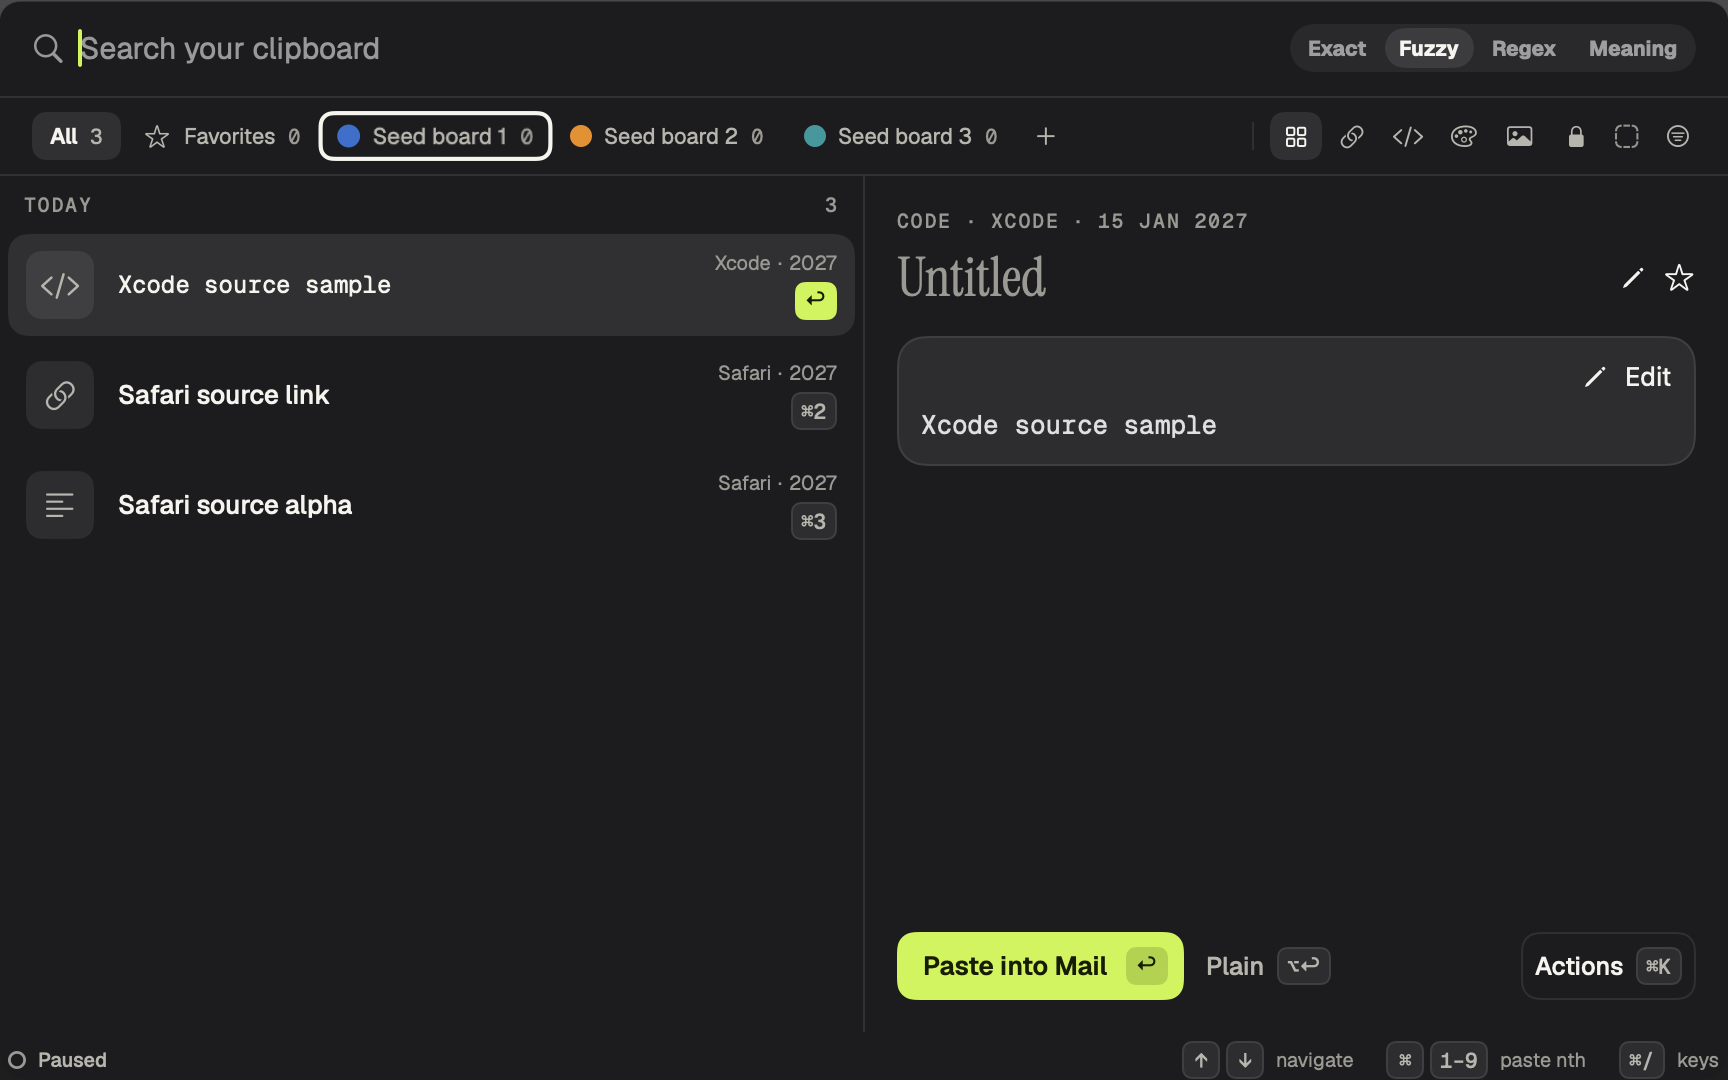 Search your clipboard
Exact Fuzzy Regex Meaning
All 3 Favorites 0 Seed board 1 0 Seed board 2 0 Seed board 3 0
TODAY 3
Xcode source sample
Xcode · 2027
Safari source link
Safari · 2027
⌘2
Safari source alpha
Safari · 2027
⌘3
CODE · XCODE · 15 JAN 2027
Untitled
Edit
Xcode source sample
Paste into Mail ↩ Plain ⌥↩ Actions ⌘K
Paused
↑ ↓ navigate ⌘ 1–9 paste nth ⌘/ keys